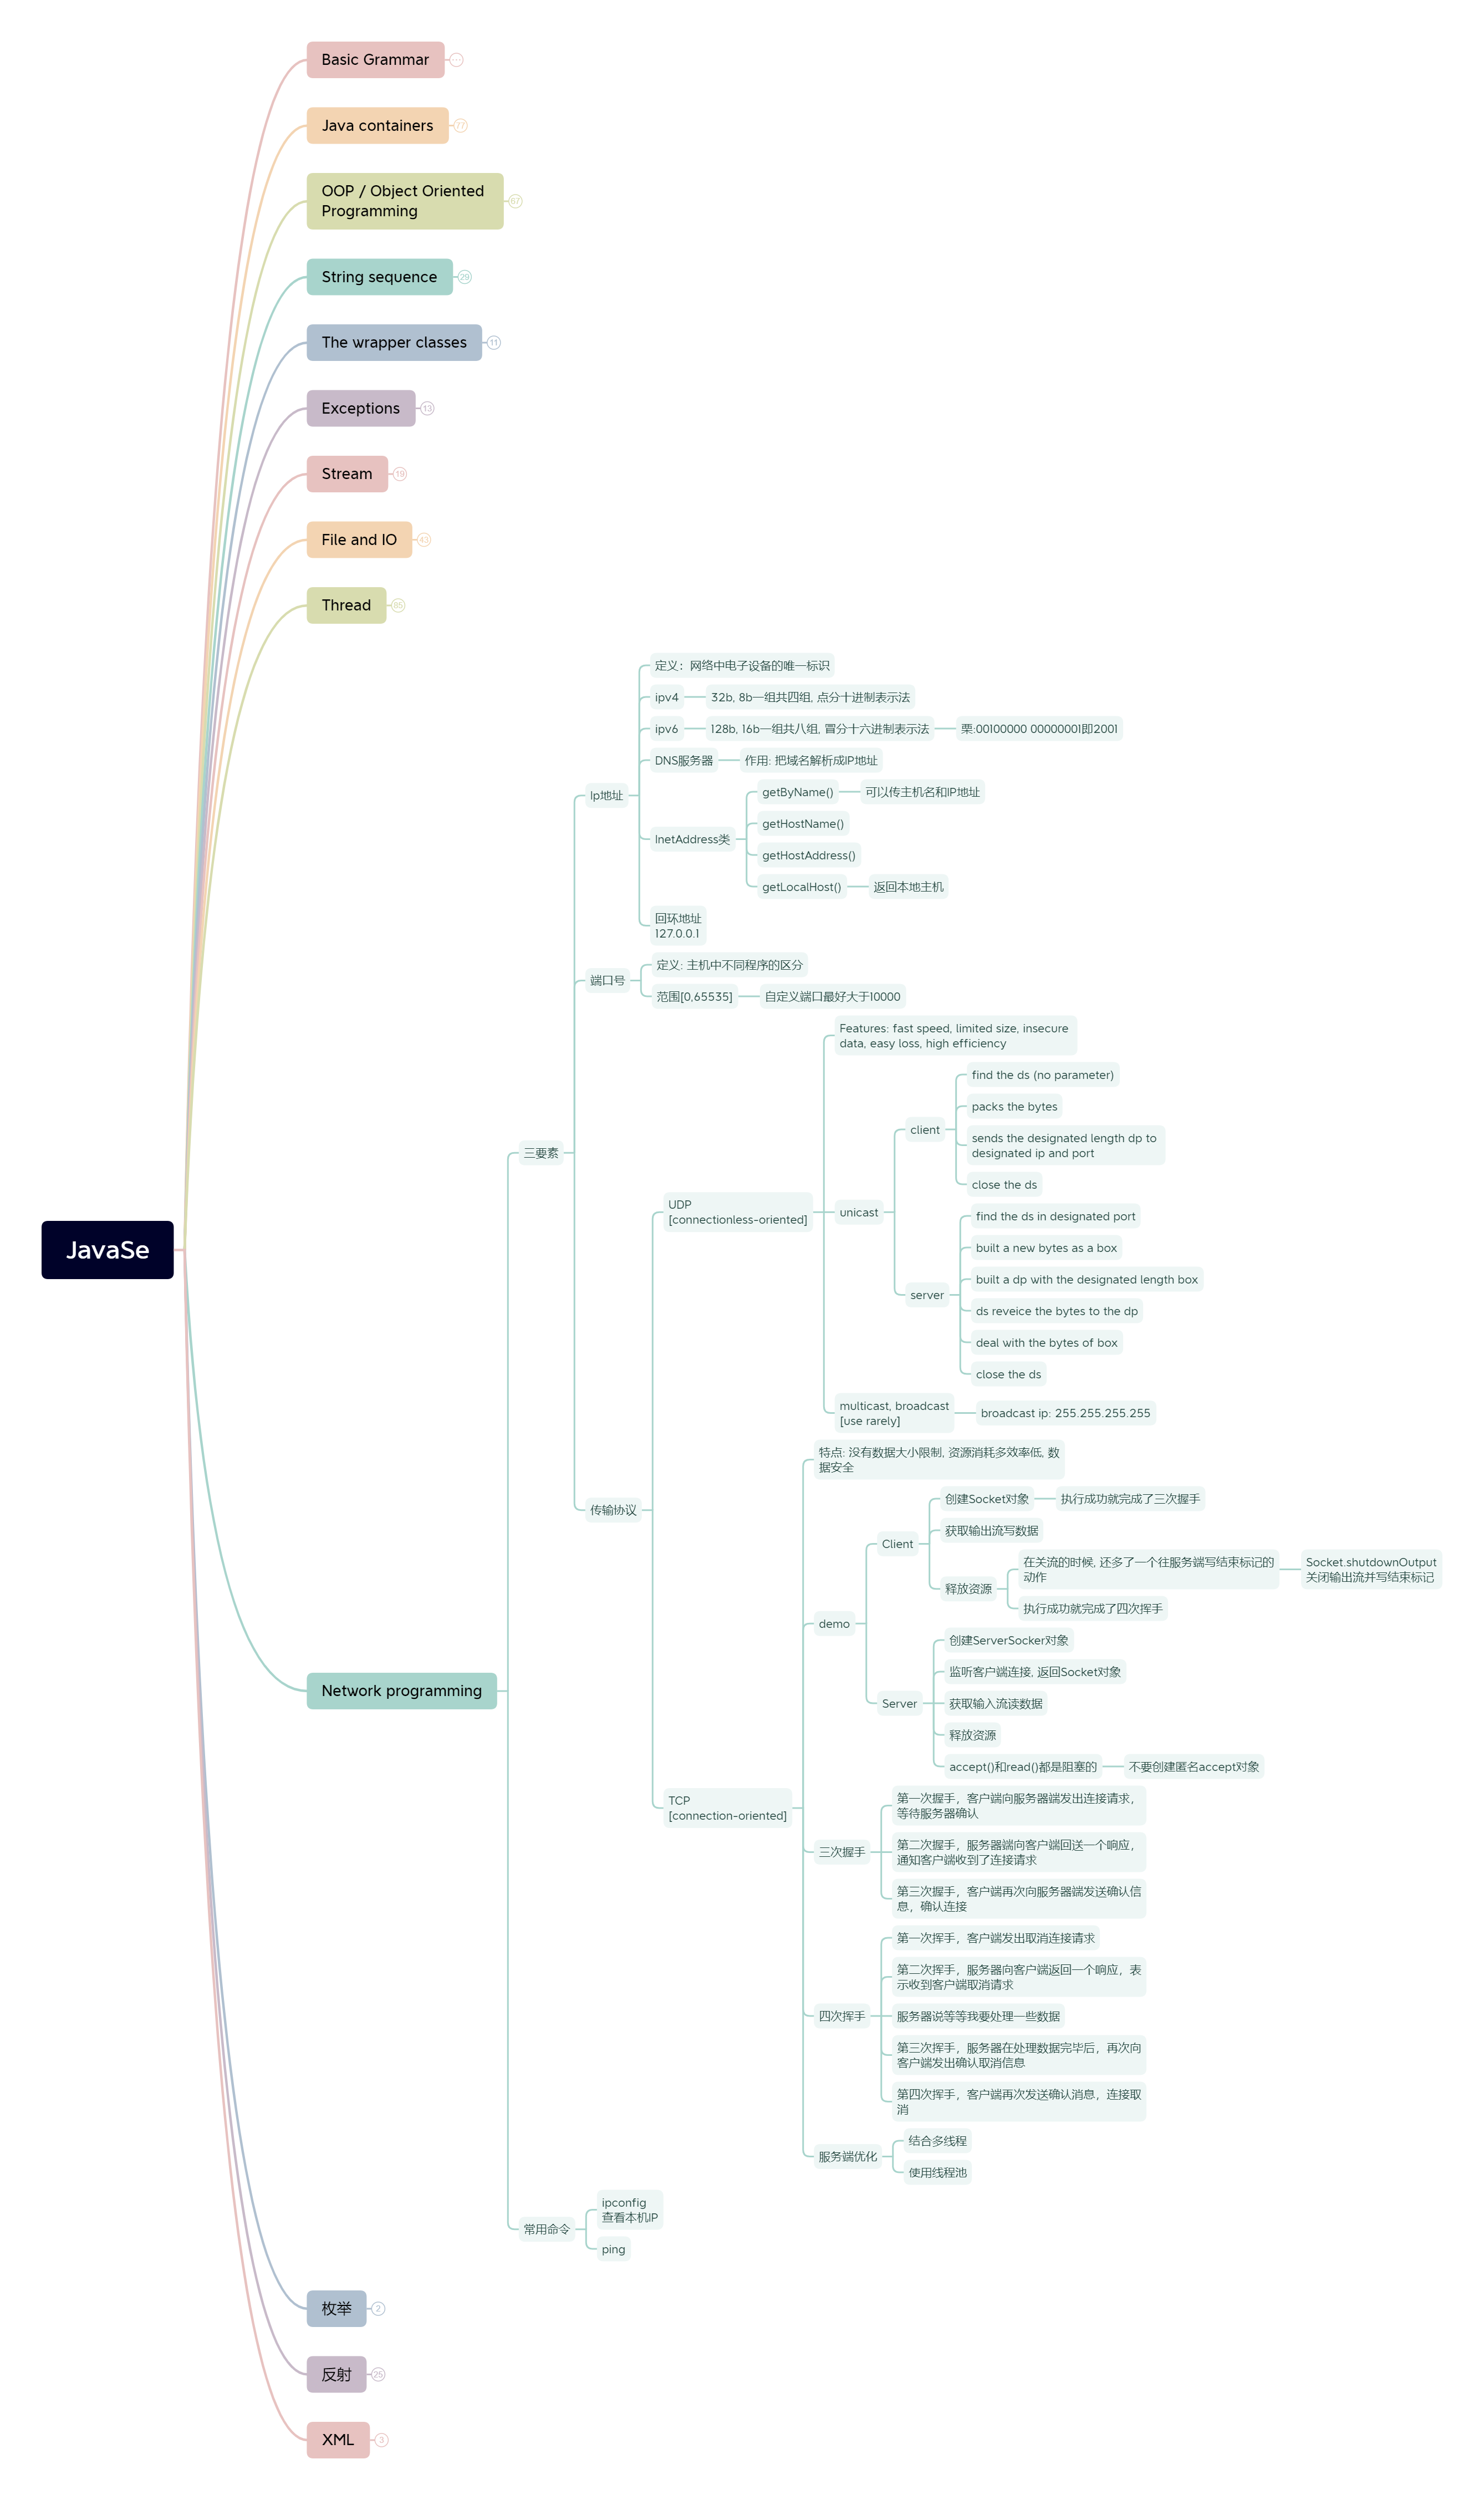 Basic Grammar
Java containers
77
OOP / Object Oriented
Programming
67
String sequence
29
The wrapper classes
11
Exceptions
13
Stream
19
File and IO
43
Thread
85
JavaSe
Network programming
三要素
Ip地址
定义：网络中电子设备的唯一标识
ipv4
32b, 8b一组共四组, 点分十进制表示法
ipv6
128b, 16b一组共八组, 冒分十六进制表示法
栗:00100000 00000001即2001
DNS服务器
作用: 把域名解析成IP地址
InetAddress类
getByName()
可以传主机名和IP地址
getHostName()
getHostAddress()
getLocalHost()
返回本地主机
回环地址
127.0.0.1
端口号
定义: 主机中不同程序的区分
范围[0,65535]
自定义端口最好大于10000
传输协议
UDP
[connectionless-oriented]
Features: fast speed, limited size, insecure
data, easy loss, high efficiency
unicast
client
find the ds (no parameter)
packs the bytes
sends the designated length dp to
designated ip and port
close the ds
server
find the ds in designated port
built a new bytes as a box
built a dp with the designated length box
ds reveice the bytes to the dp
deal with the bytes of box
close the ds
multicast, broadcast
[use rarely]
broadcast ip: 255.255.255.255
TCP
[connection-oriented]
特点: 没有数据大小限制, 资源消耗多效率低, 数
据安全
demo
Client
创建Socket对象
执行成功就完成了三次握手
获取输出流写数据
释放资源
在关流的时候, 还多了一个往服务端写结束标记的
动作
Socket.shutdownOutput
关闭输出流并写结束标记
执行成功就完成了四次挥手
Server
创建ServerSocker对象
监听客户端连接, 返回Socket对象
获取输入流读数据
释放资源
accept()和read()都是阻塞的
不要创建匿名accept对象
三次握手
第一次握手，客户端向服务器端发出连接请求，
等待服务器确认
第二次握手，服务器端向客户端回送一个响应，
通知客户端收到了连接请求
第三次握手，客户端再次向服务器端发送确认信
息，确认连接
四次挥手
第一次挥手，客户端发出取消连接请求
第二次挥手，服务器向客户端返回一个响应，表
示收到客户端取消请求
服务器说等等我要处理一些数据
第三次挥手，服务器在处理数据完毕后，再次向
客户端发出确认取消信息
第四次挥手，客户端再次发送确认消息，连接取
消
服务端优化
结合多线程
使用线程池
常用命令
ipconfig
查看本机IP
ping
枚举
2
反射
25
XML
3